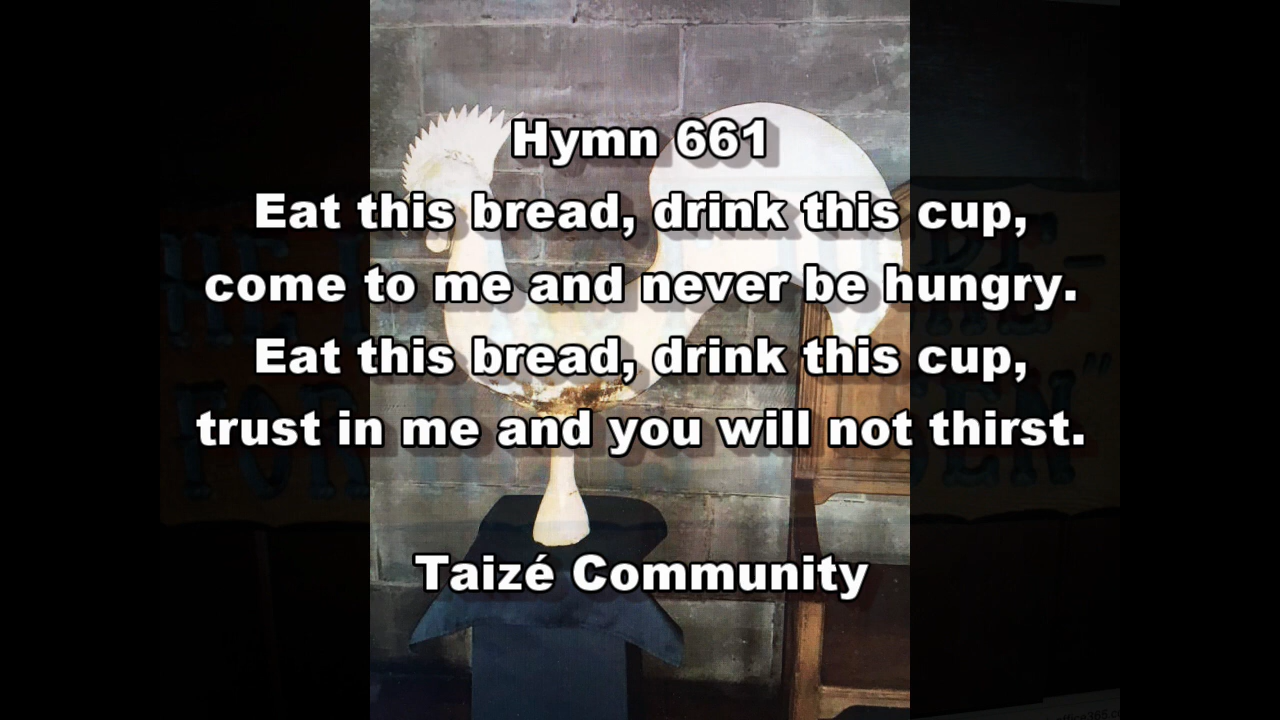 Hymn 661
Eat this bread, drink this cup,
come to me and never be hungry.
Eat this bread, drink this cup,
trust in me and you will not thirst.
Taizé Community